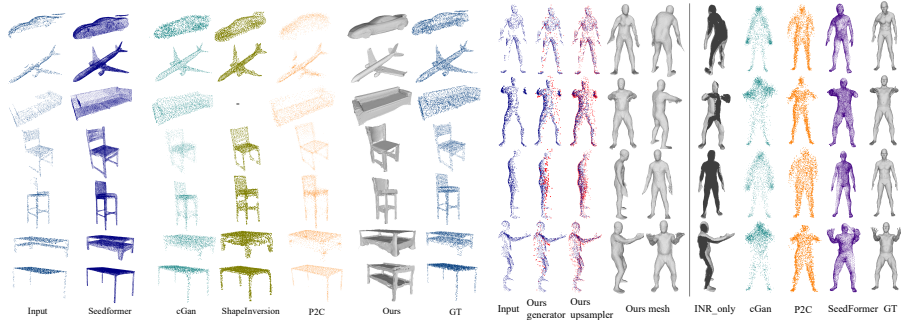 Input Seedformer cGan ShapeInversion P2C Ours GT
Input Ours generator Ours upsampler Ours mesh INR_only cGan P2C SeedFormer GT